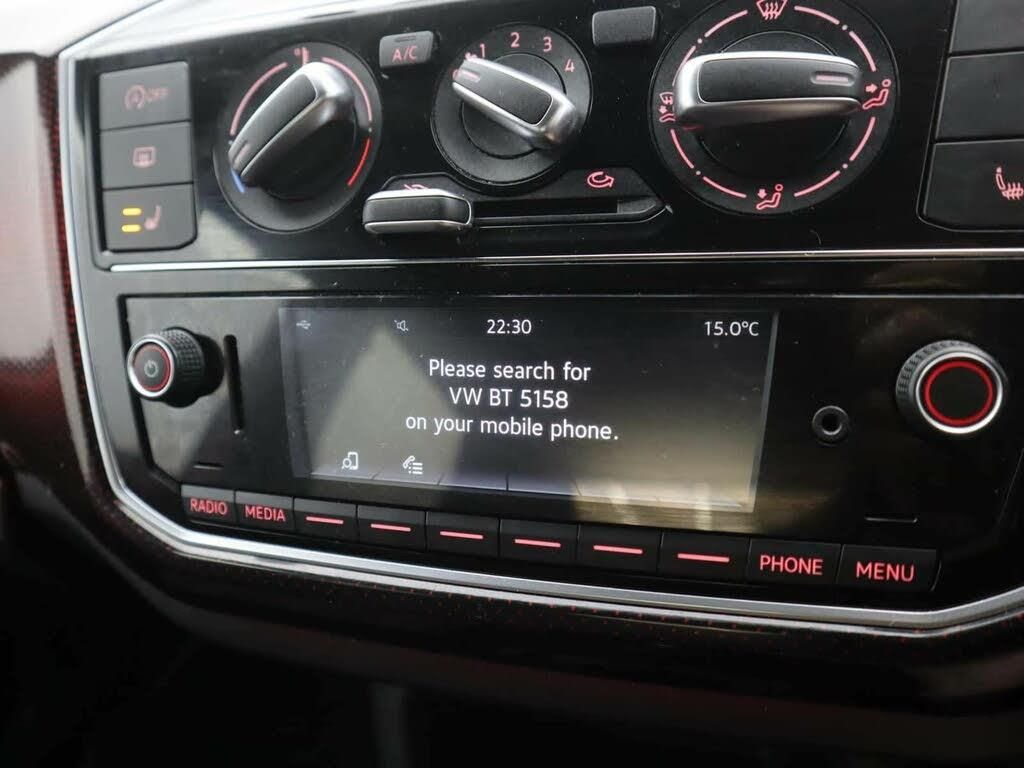 OFF
A/C
1 2 3 4
22:30 15.0°C
Please search for
VW BT 5158
on your mobile phone.
RADIO MEDIA PHONE MENU